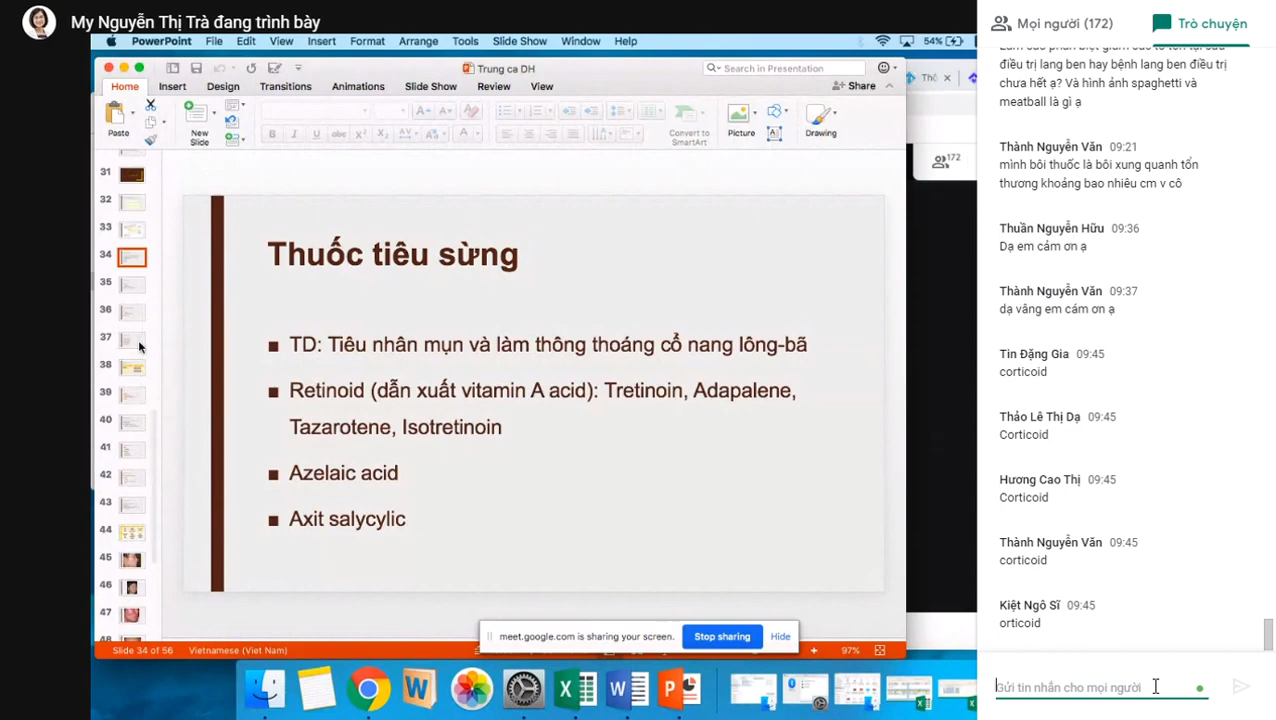 My Nguyễn Thị Trà đang trình bày
Mọi người (172)
Trò chuyện
PowerPoint File Edit View Insert Format Arrange Tools Slide Show Window Help
54%
Trung ca DH
Search in Presentation
Home Insert Design Transitions Animations Slide Show Review View
Share
Paste
New
Slide
Convert to
SmartArt
Picture
Drawing
172
31
32
33
34
35
36
37
38
39
40
41
42
43
44
45
46
47
48
Thuốc tiêu sừng
TD: Tiêu nhân mụn và làm thông thoáng cổ nang lông-bã
Retinoid (dẫn xuất vitamin A acid): Tretinoin, Adapalene,
Tazarotene, Isotretinoin
Azelaic acid
Axit salycylic
meet.google.com is sharing your screen.
Stop sharing
Hide
Slide 34 of 56
Vietnamese (Viet Nam)
97%
điều trị lang ben hay bệnh lang ben điều trị
chưa hết ạ? Và hình ảnh spaghetti và
meatball là gì ạ
Thành Nguyễn Văn 09:21
mình bôi thuốc là bôi xung quanh tổn
thương khoảng bao nhiêu cm v cô
Thuần Nguyễn Hữu 09:36
Dạ em cảm ơn ạ
Thành Nguyễn Văn 09:37
dạ vâng em cám ơn ạ
Tin Đặng Gia 09:45
corticoid
Thảo Lê Thị Dạ 09:45
Corticoid
Hương Cao Thị 09:45
Corticoid
Thành Nguyễn Văn 09:45
corticoid
Kiệt Ngô Sĩ 09:45
orticoid
Gửi tin nhắn cho mọi người